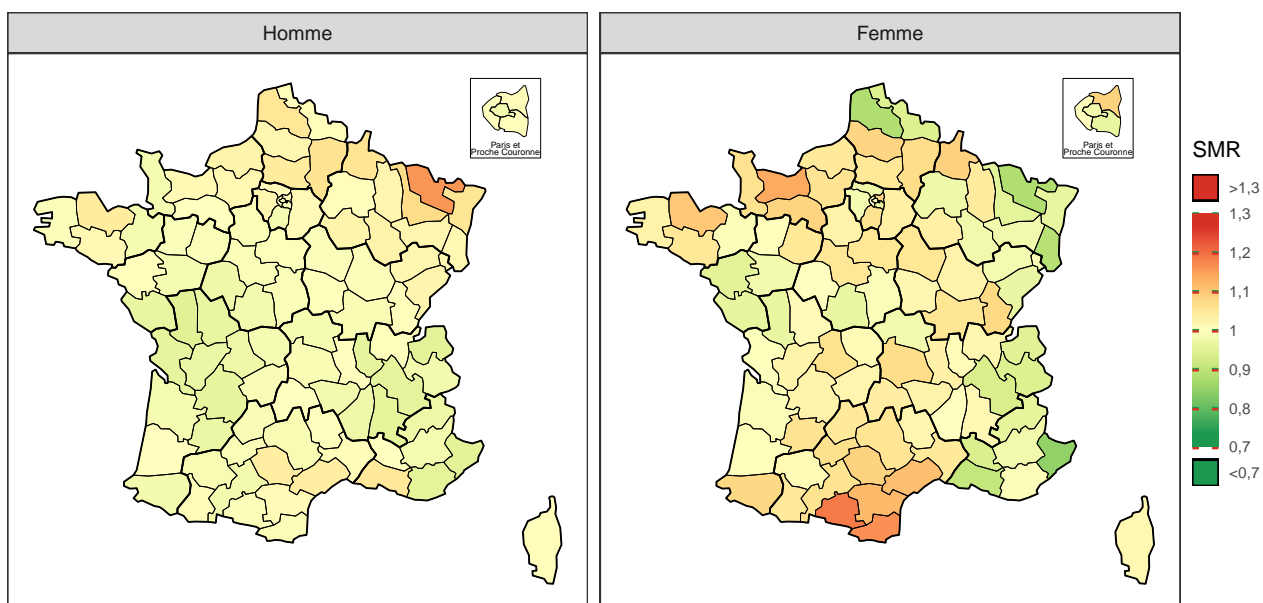 Homme
Femme
Paris et
Proche Couronne
Paris et
Proche Couronne
SMR
>1,3
1,3
1,2
1,1
1
0,9
0,8
0,7
<0,7